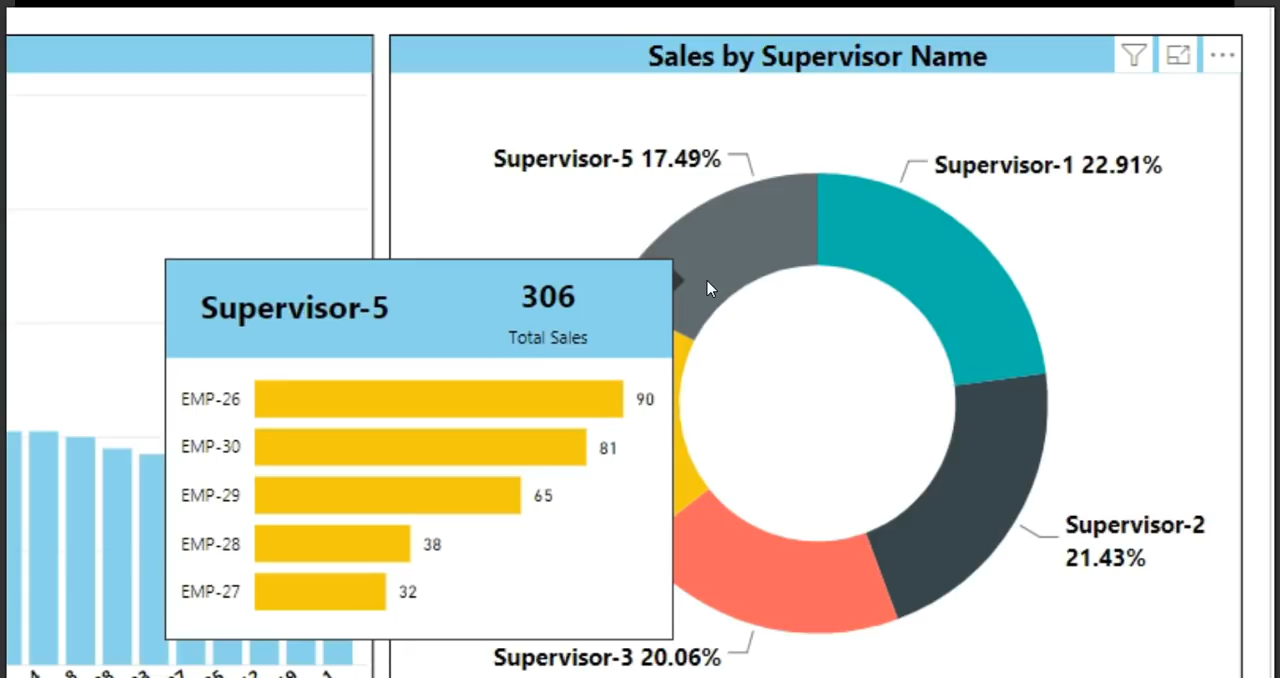 Sales by Supervisor Name
Supervisor-5 17.49%
Supervisor-1 22.91%
Supervisor-5
306
Total Sales
EMP-26 90
EMP-30 81
EMP-29 65
EMP-28 38
EMP-27 32
Supervisor-2
21.43%
Supervisor-3 20.06%